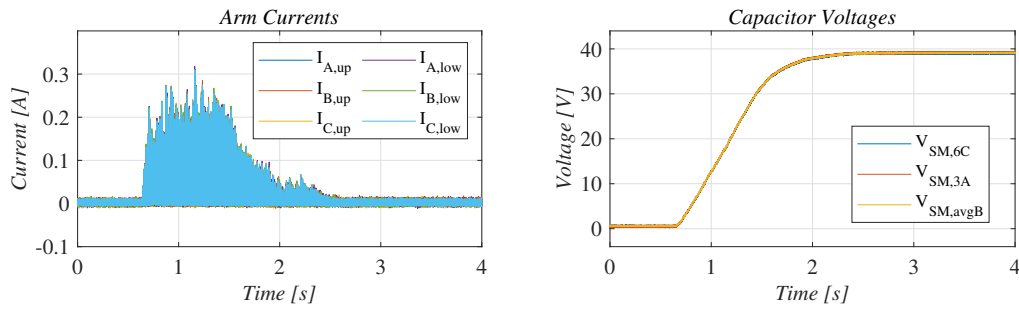 Arm Currents
Current [A]
0.3
0.2
0.1
0
-0.1
I_A,up
I_A,low
I_B,up
I_B,low
I_C,up
I_C,low
0 1 2 3 4
Time [s]
Capacitor Voltages
Voltage [V]
40
30
20
10
0
V_SM,6C
V_SM,3A
V_SM,avgB
0 1 2 3 4
Time [s]